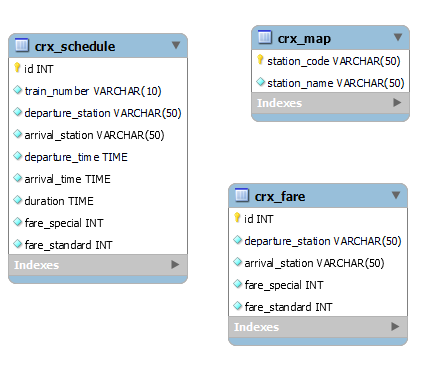 crx_schedule
id INT
train_number VARCHAR(10)
departure_station VARCHAR(50)
arrival_station VARCHAR(50)
departure_time TIME
arrival_time TIME
duration TIME
fare_special INT
fare_standard INT
Indexes
crx_map
station_code VARCHAR(50)
station_name VARCHAR(50)
Indexes
crx_fare
id INT
departure_station VARCHAR(50)
arrival_station VARCHAR(50)
fare_special INT
fare_standard INT
Indexes